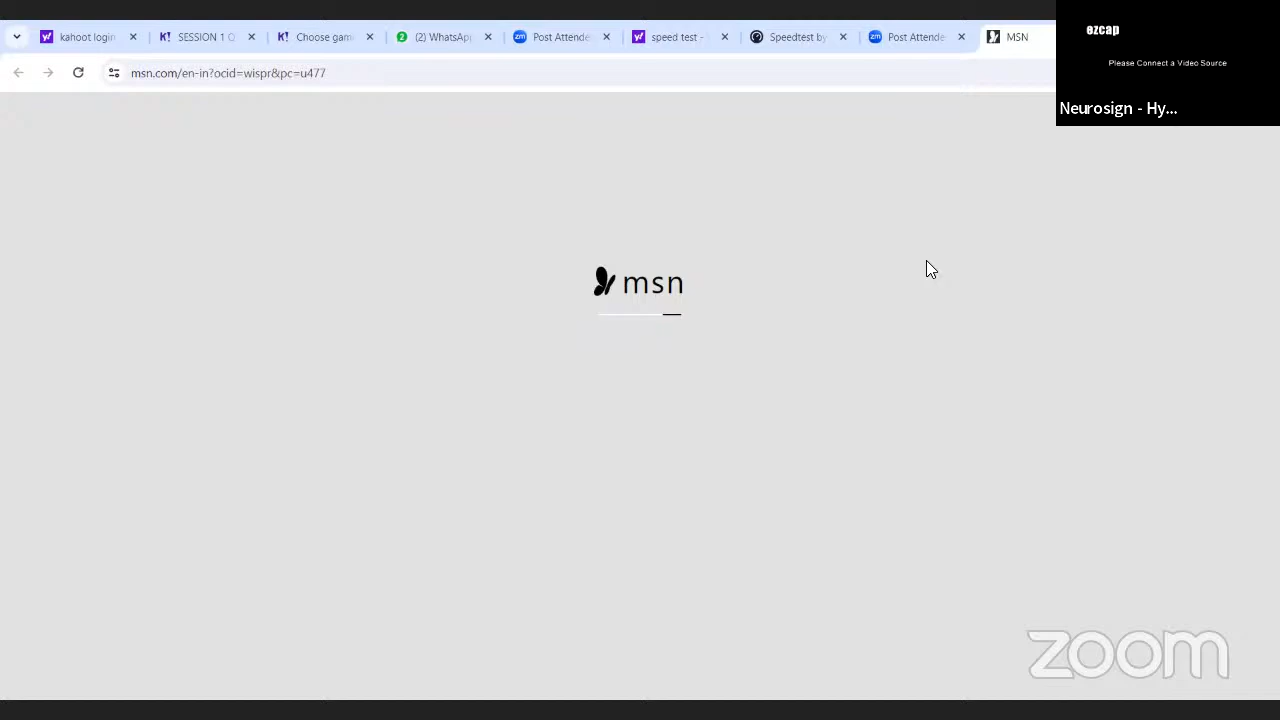 kahoot login
SESSION 1 Q
Choose gam
(2) WhatsApp
Post Attende
speed test -
Speedtest by
Post Attende
MSN
msn.com/en-in?ocid=wispr&pc=u477
ezcap
Please Connect a Video Source
Neurosign - Hy...
msn
zoom